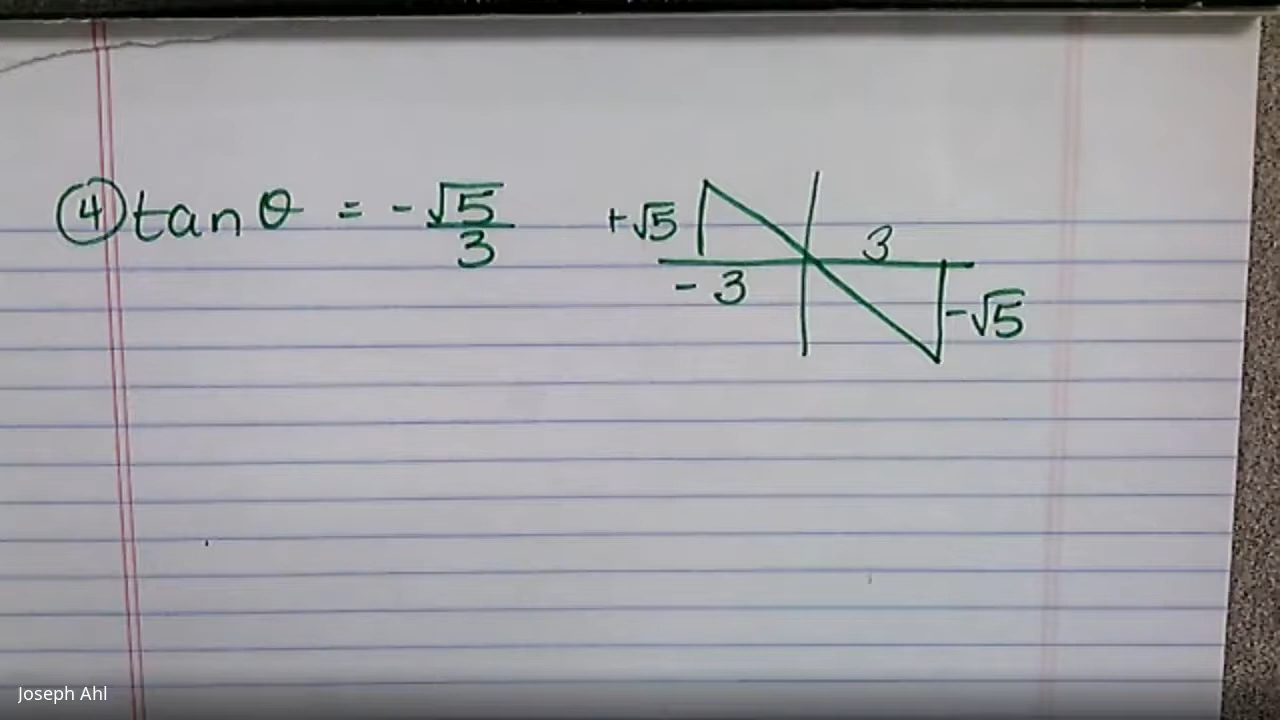 ④ tan θ = -√5/3
+√5
3
-3
-√5
Joseph Ahl